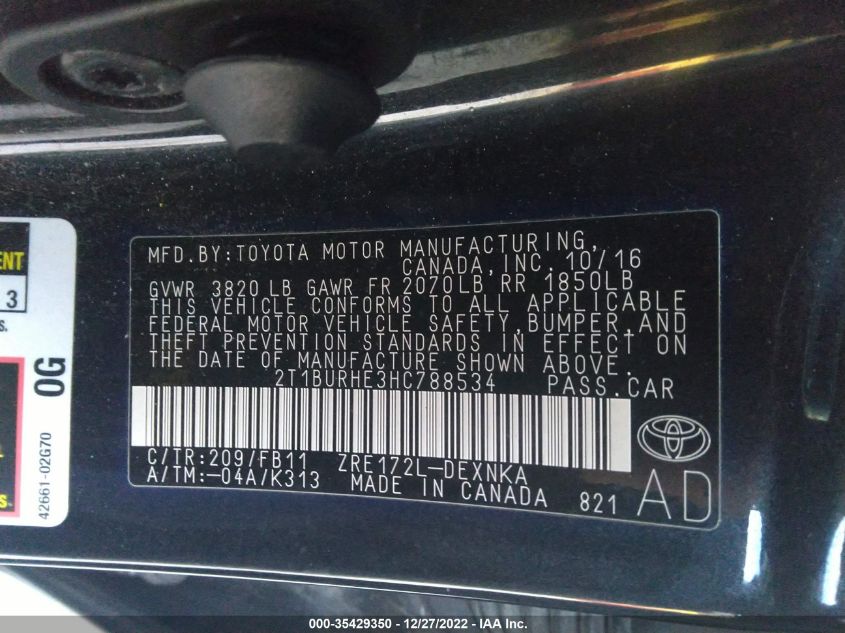 MFD.BY:TOYOTA MOTOR MANUFACTURING,
CANADA,INC. 10/16
GVWR 3820 LB GAWR FR 2070LB RR 1850LB
THIS VEHICLE CONFORMS TO ALL APPLICABLE
FEDERAL MOTOR VEHICLE SAFETY,BUMPER,AND
THEFT PREVENTION STANDARDS IN EFFECT ON
THE DATE OF MANUFACTURE SHOWN ABOVE.
2T1BURHE3HC788534 PASS.CAR
C/TR:209/FB11 ZRE172L-DEXNKA
A/TM:-04A/K313 MADE IN CANADA 821
AD
ENT
3
s.
0G
42661-02G70
000-35429350 - 12/27/2022 - IAA Inc.